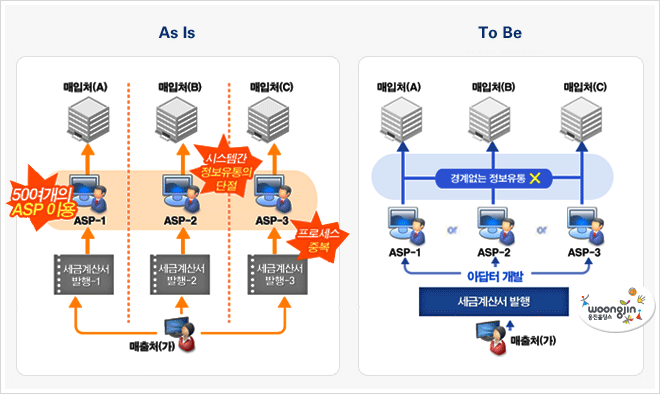 As Is
매입처(A)
매입처(B)
매입처(C)
500여개의
ASP 이용
시스템간
정보유통의
단절
프로세스
중복
ASP-1
ASP-2
ASP-3
세금계산서
발행-1
세금계산서
발행-2
세금계산서
발행-3
매출처(가)
To Be
매입처(A)
매입처(B)
매입처(C)
경계없는 정보유통
ASP-1
or
ASP-2
or
ASP-3
아답터 개발
세금계산서 발행
매출처(가)
woongjin
웅진홀딩스